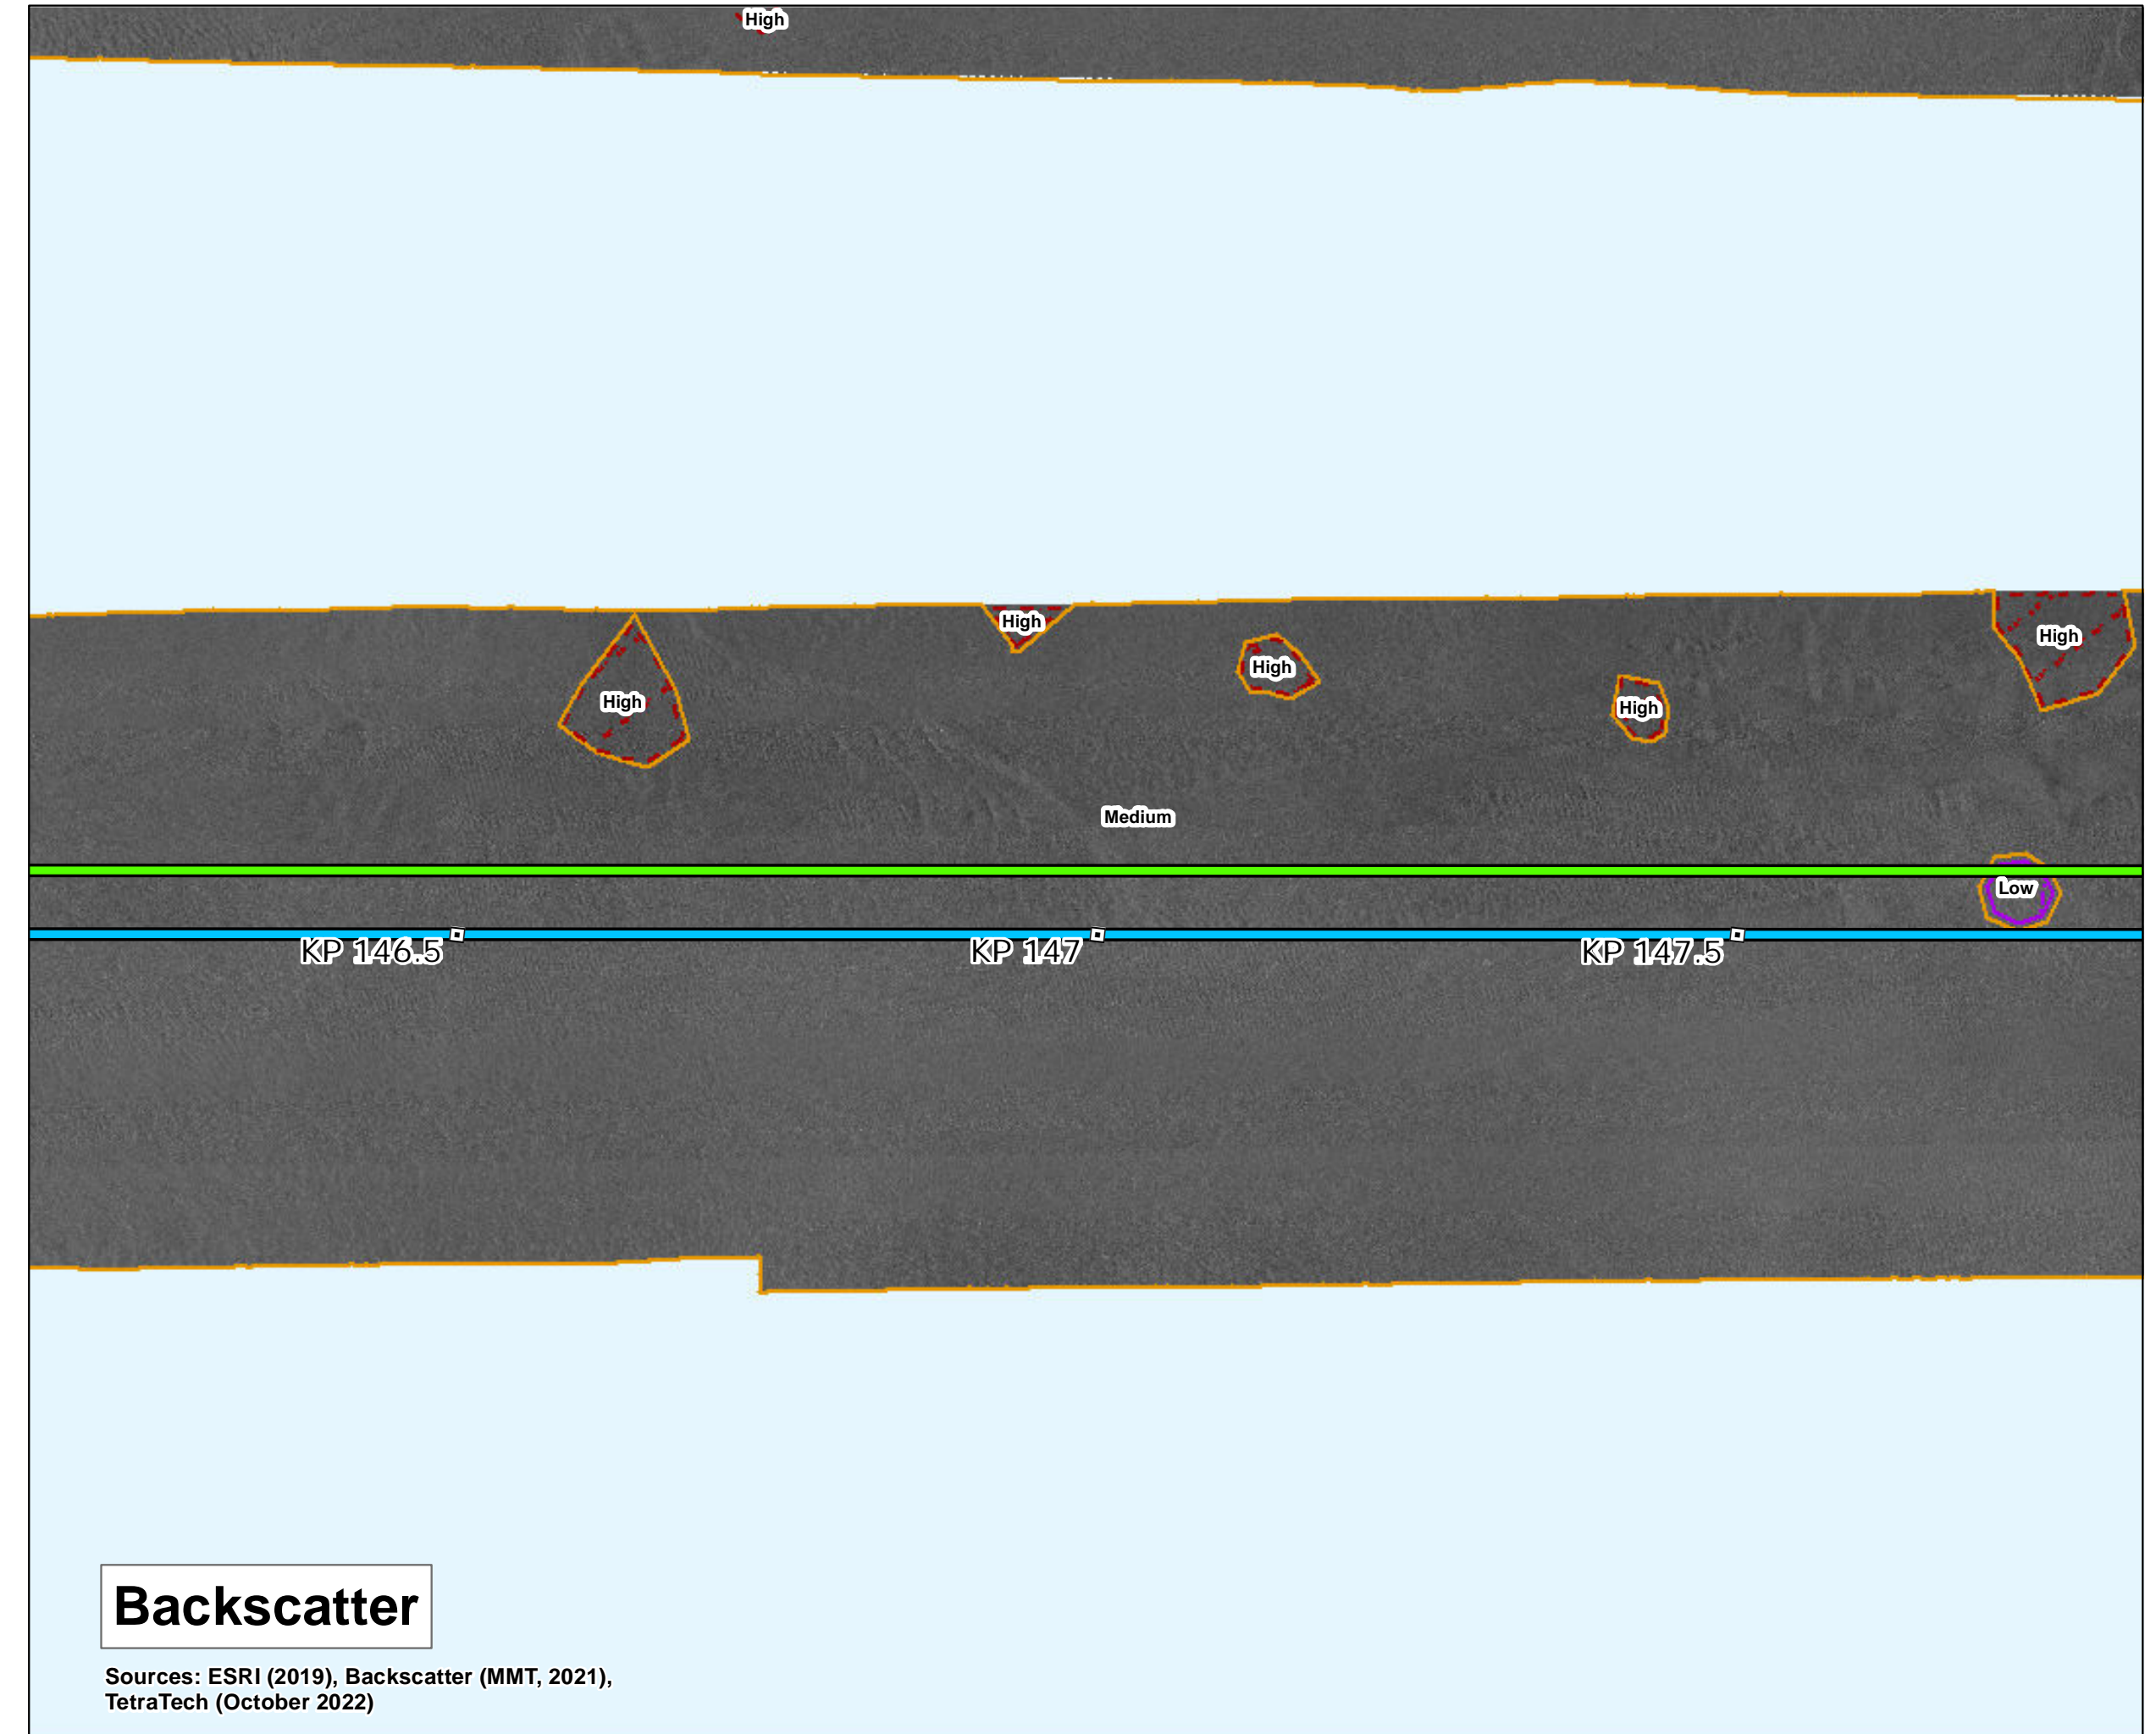 High
High
High
High
High
High
Medium
Low
KP 146.5
KP 147
KP 147.5
Backscatter
Sources: ESRI (2019), Backscatter (MMT, 2021),
TetraTech (October 2022)